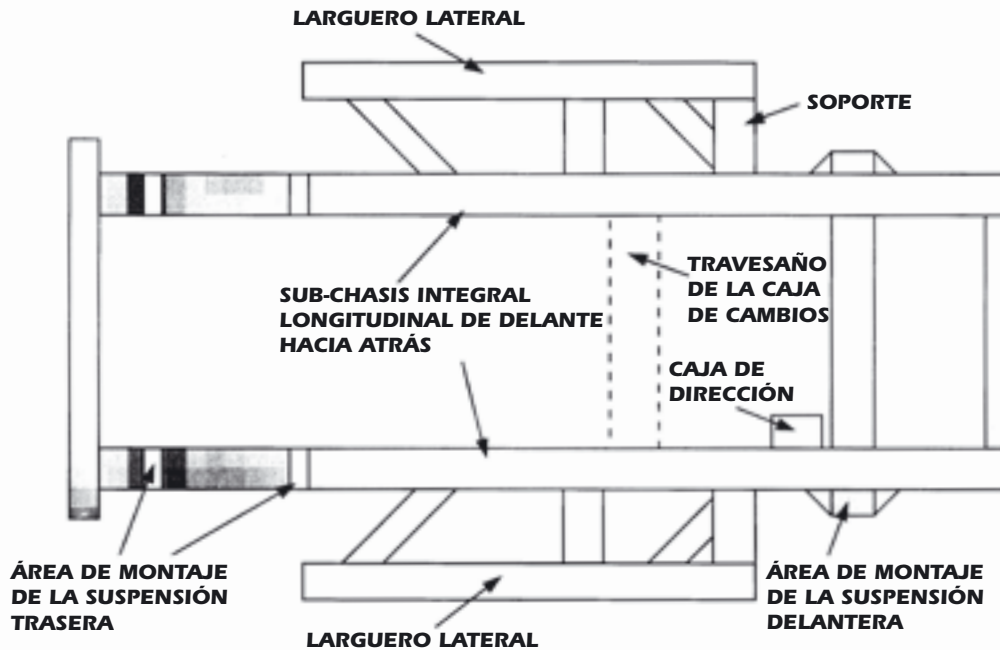 LARGUERO LATERAL
SOPORTE
SUB-CHASIS INTEGRAL
LONGITUDINAL DE DELANTE
HACIA ATRÁS
TRAVESAÑO
DE LA CAJA
DE CAMBIOS
CAJA DE
DIRECCIÓN
ÁREA DE MONTAJE
DE LA SUSPENSIÓN
TRASERA
LARGUERO LATERAL
ÁREA DE MONTAJE
DE LA SUSPENSIÓN
DELANTERA